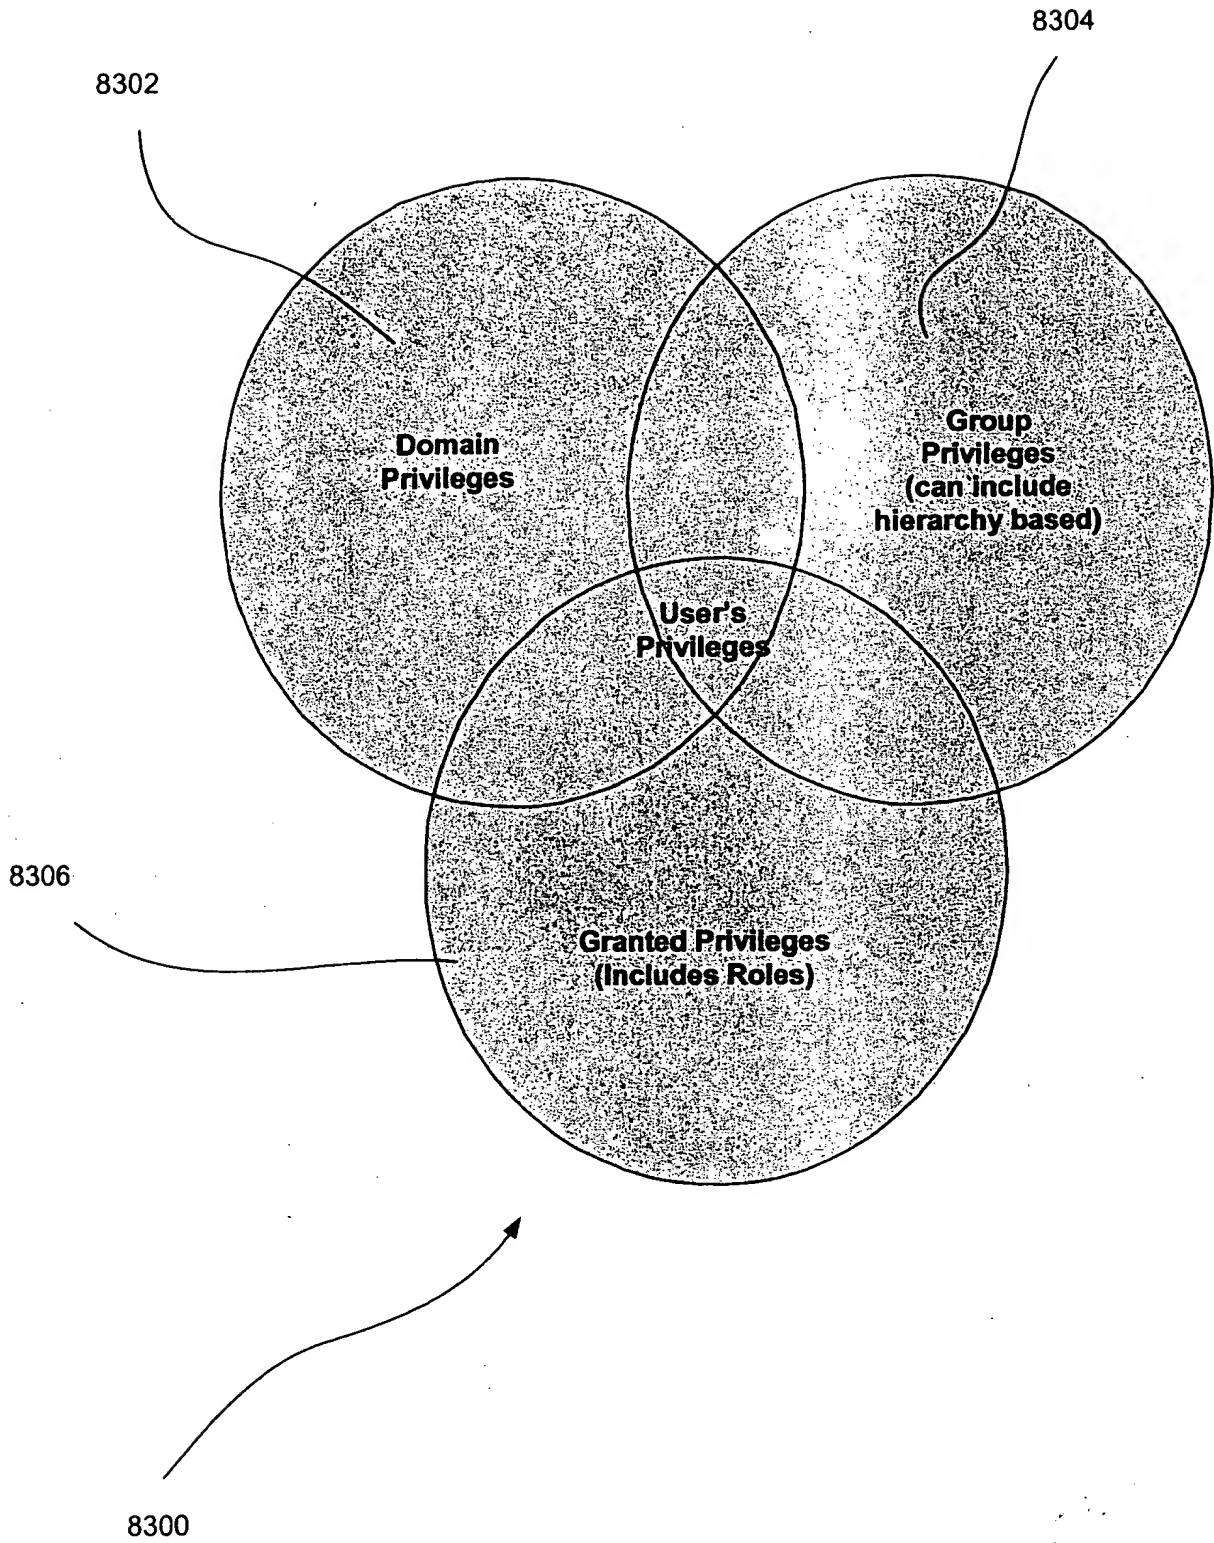 8304
8302
Domain
Privileges
Group
Privileges
(can include
hierarchy based)
User's
Privileges
8306
Granted Privileges
(Includes Roles)
8300